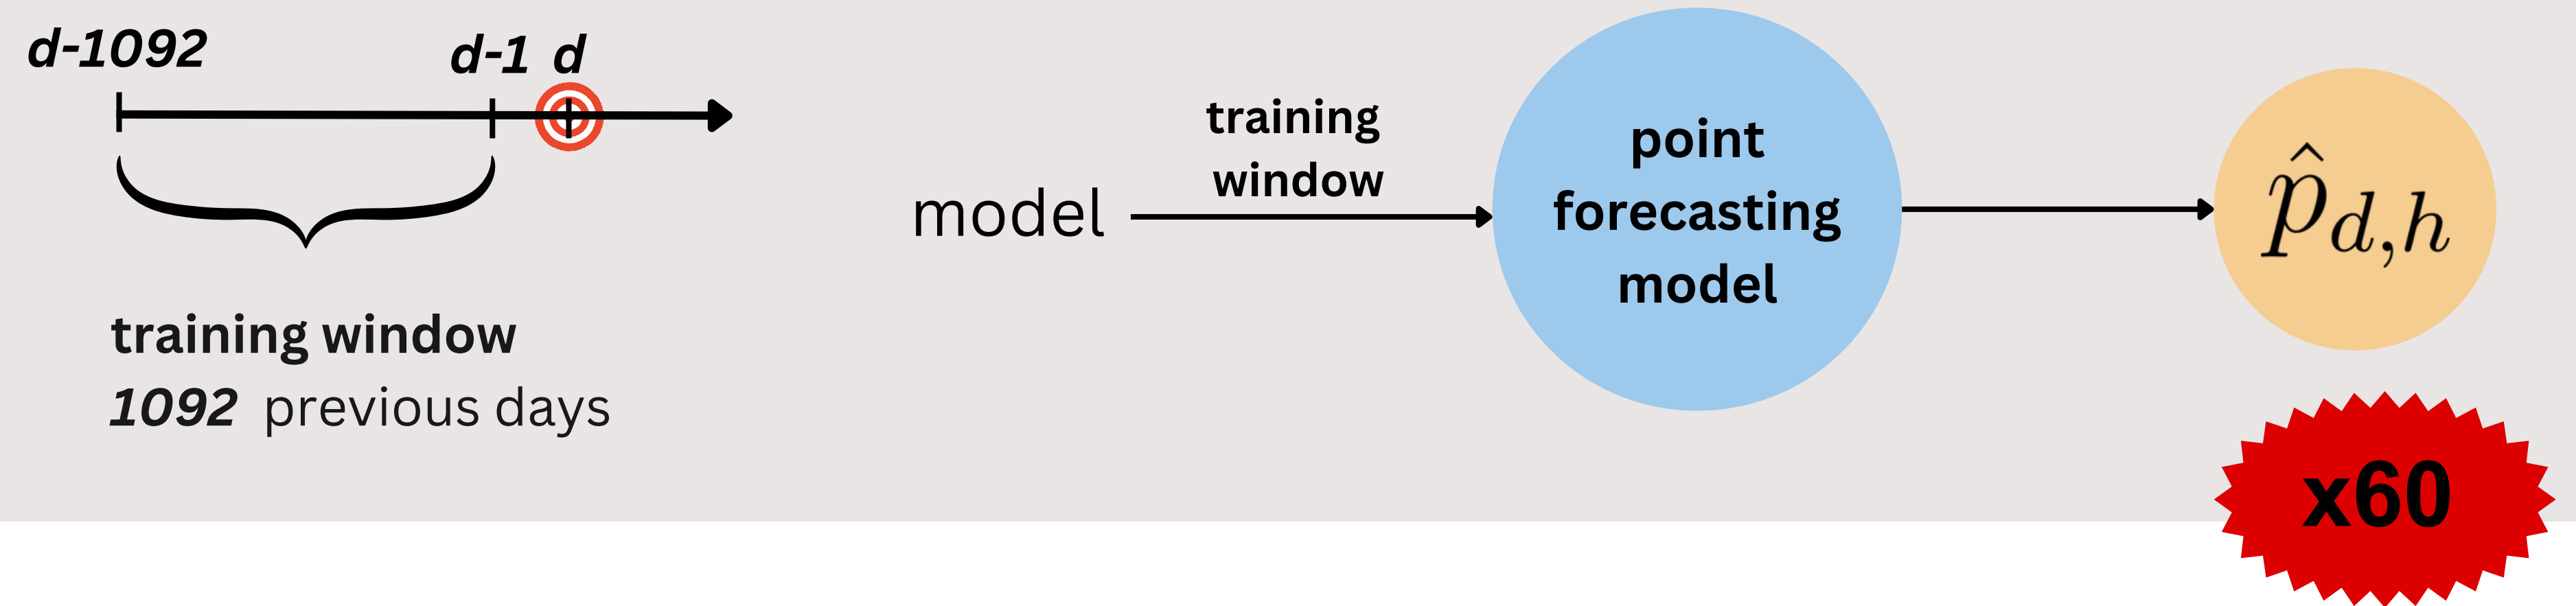 d-1092
d-1 d
training window
1092 previous days
model
training
window
point
forecasting
model
p̂d,h
x60